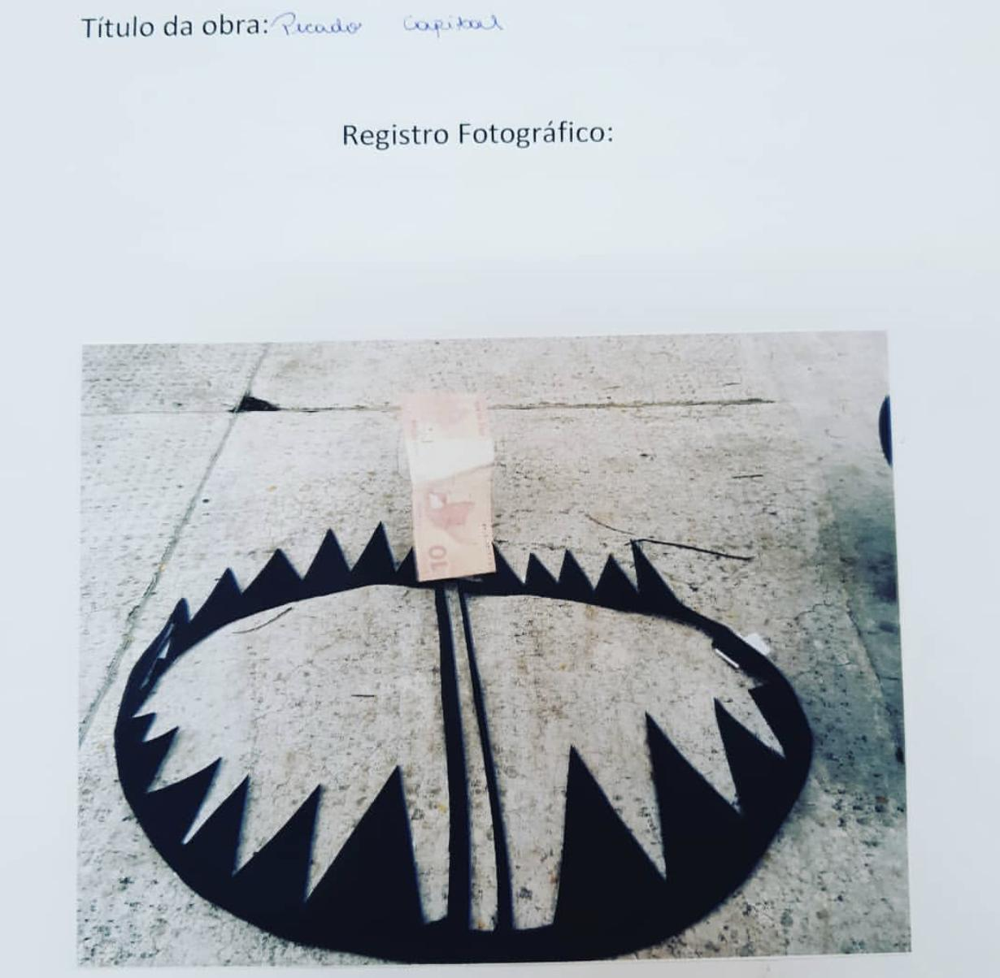 Título da obra: Pecado Capital
Registro Fotográfico:
10